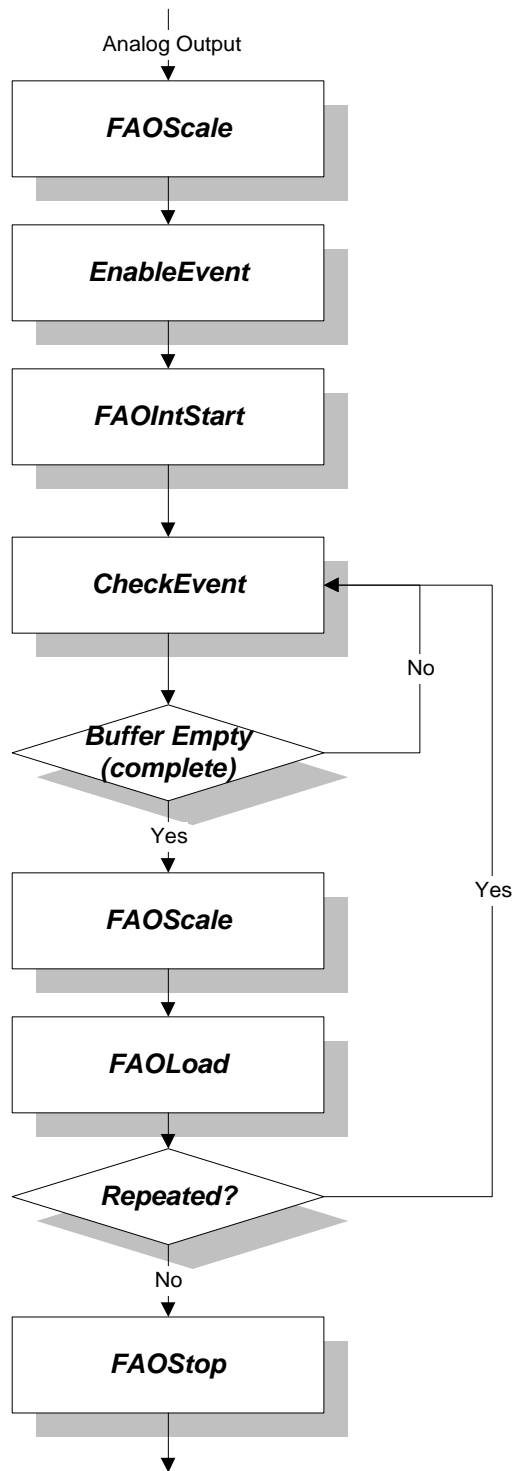 Analog Output
FAOScale
EnableEvent
FAOIntStart
CheckEvent
No
Buffer Empty
(complete)
Yes
FAOScale
Yes
FAOLoad
Repeated?
No
FAOStop